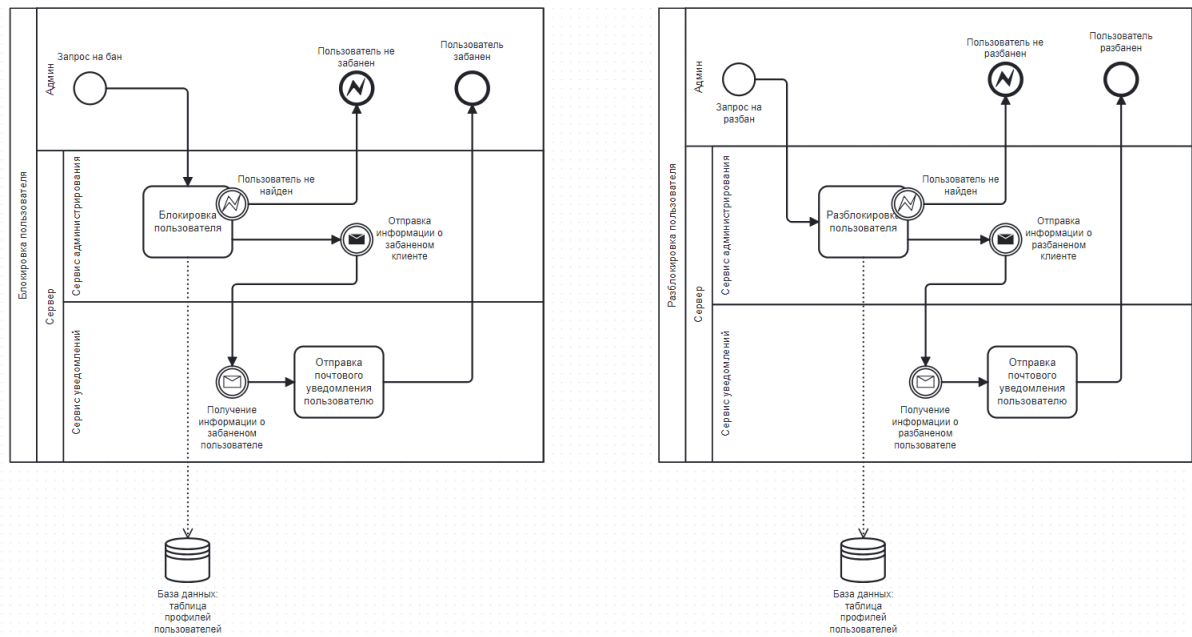 Блокировка пользователя
Админ
Запрос на бан
Пользователь не
забанен
Пользователь
забанен
Сервер
Сервис администрирования
Блокировка
пользователя
Пользователь не
найден
Отправка
информации о
забаненом
клиенте
Сервис уведомлений
Получение
информации о
забаненом
пользователе
Отправка
почтового
уведомления
пользователю
База данных:
таблица
профилей
пользователей
Разблокировка пользователя
Админ
Запрос на
разбан
Пользователь не
разбанен
Пользователь
разбанен
Сервер
Сервис администрирования
Разблокировка
пользователя
Пользователь не
найден
Отправка
информации о
разбаненом
клиенте
Сервис уведомлений
Получение
информации о
разбаненом
пользователе
Отправка
почтового
уведомления
пользователю
База данных:
таблица
профилей
пользователей